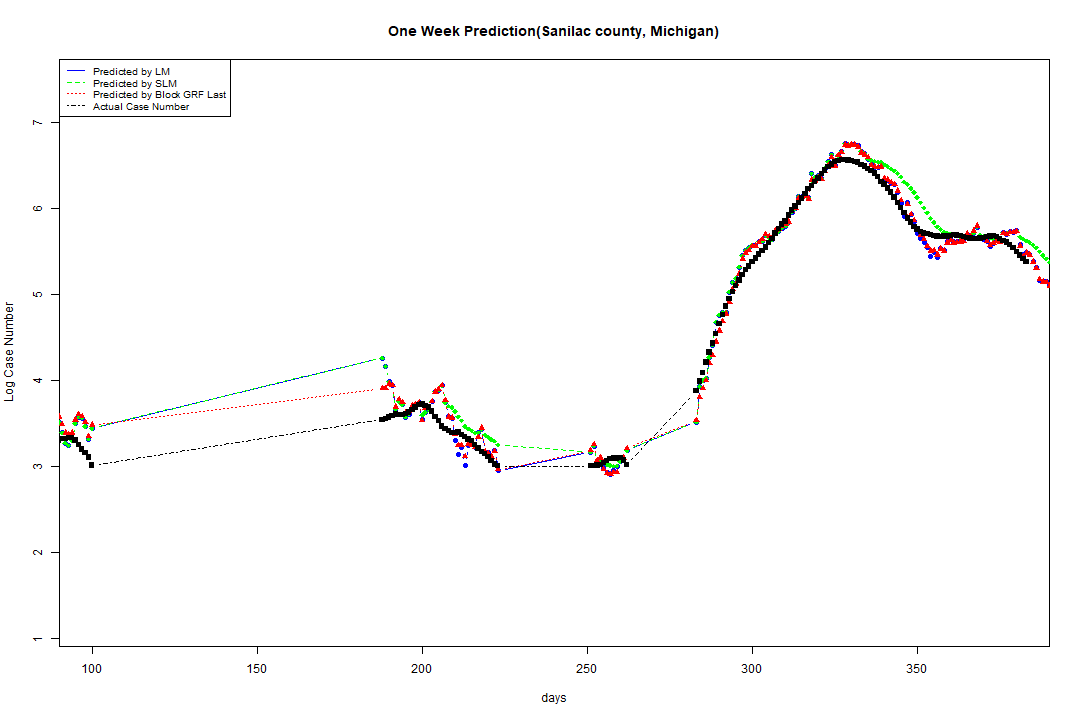 One Week Prediction(Sanilac county, Michigan)
Predicted by LM
Predicted by SLM
Predicted by Block GRF Last
Actual Case Number
Log Case Number
7
6
5
4
3
2
1
100 150 200 250 300 350
days